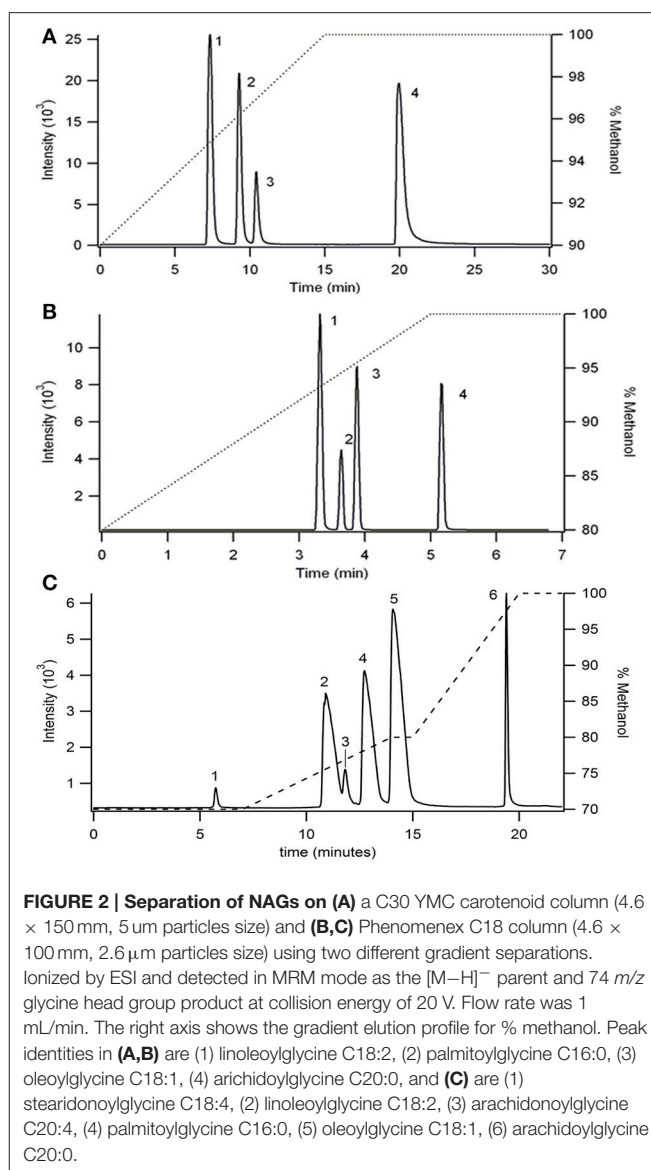 A
25
20
15
10
5
0
Intensity (10³)
1
2
3
4
100
98
96
94
92
90
% Methanol
0 5 10 15 20 25 30
Time (min)
B
10
8
6
4
2
Intensity (10³)
1
2
3
4
100
95
90
85
80
% Methanol
0 1 2 3 4 5 6 7
Time (min)
C
6
5
4
3
2
1
Intensity (10³)
1
2
3
4
5
6
100
95
90
85
80
75
70
% Methanol
0 5 10 15 20
time (minutes)
FIGURE 2 | Separation of NAGs on (A) a C30 YMC carotenoid column (4.6
× 150 mm, 5 um particles size) and (B,C) Phenomenex C18 column (4.6 ×
100 mm, 2.6 μm particles size) using two different gradient separations.
Ionized by ESI and detected in MRM mode as the [M−H]⁻ parent and 74 m/z
glycine head group product at collision energy of 20 V. Flow rate was 1
mL/min. The right axis shows the gradient elution profile for % methanol. Peak
identities in (A,B) are (1) linoleoylglycine C18:2, (2) palmitoylglycine C16:0, (3)
oleoylglycine C18:1, (4) arichidoylglycine C20:0, and (C) are (1)
stearidonoylglycine C18:4, (2) linoleoylglycine C18:2, (3) arachidonoylglycine
C20:4, (4) palmitoylglycine C16:0, (5) oleoylglycine C18:1, (6) arachidoylglycine
C20:0.